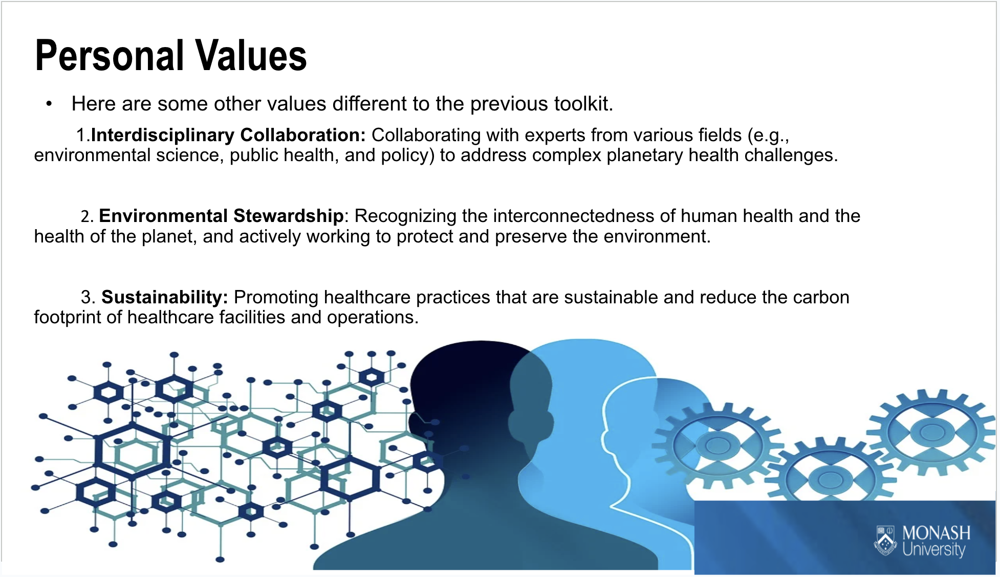 Personal Values
• Here are some other values different to the previous toolkit.
1.Interdisciplinary Collaboration: Collaborating with experts from various fields (e.g.,
environmental science, public health, and policy) to address complex planetary health challenges.
2. Environmental Stewardship: Recognizing the interconnectedness of human health and the
health of the planet, and actively working to protect and preserve the environment.
3. Sustainability: Promoting healthcare practices that are sustainable and reduce the carbon
footprint of healthcare facilities and operations.
MONASH
University